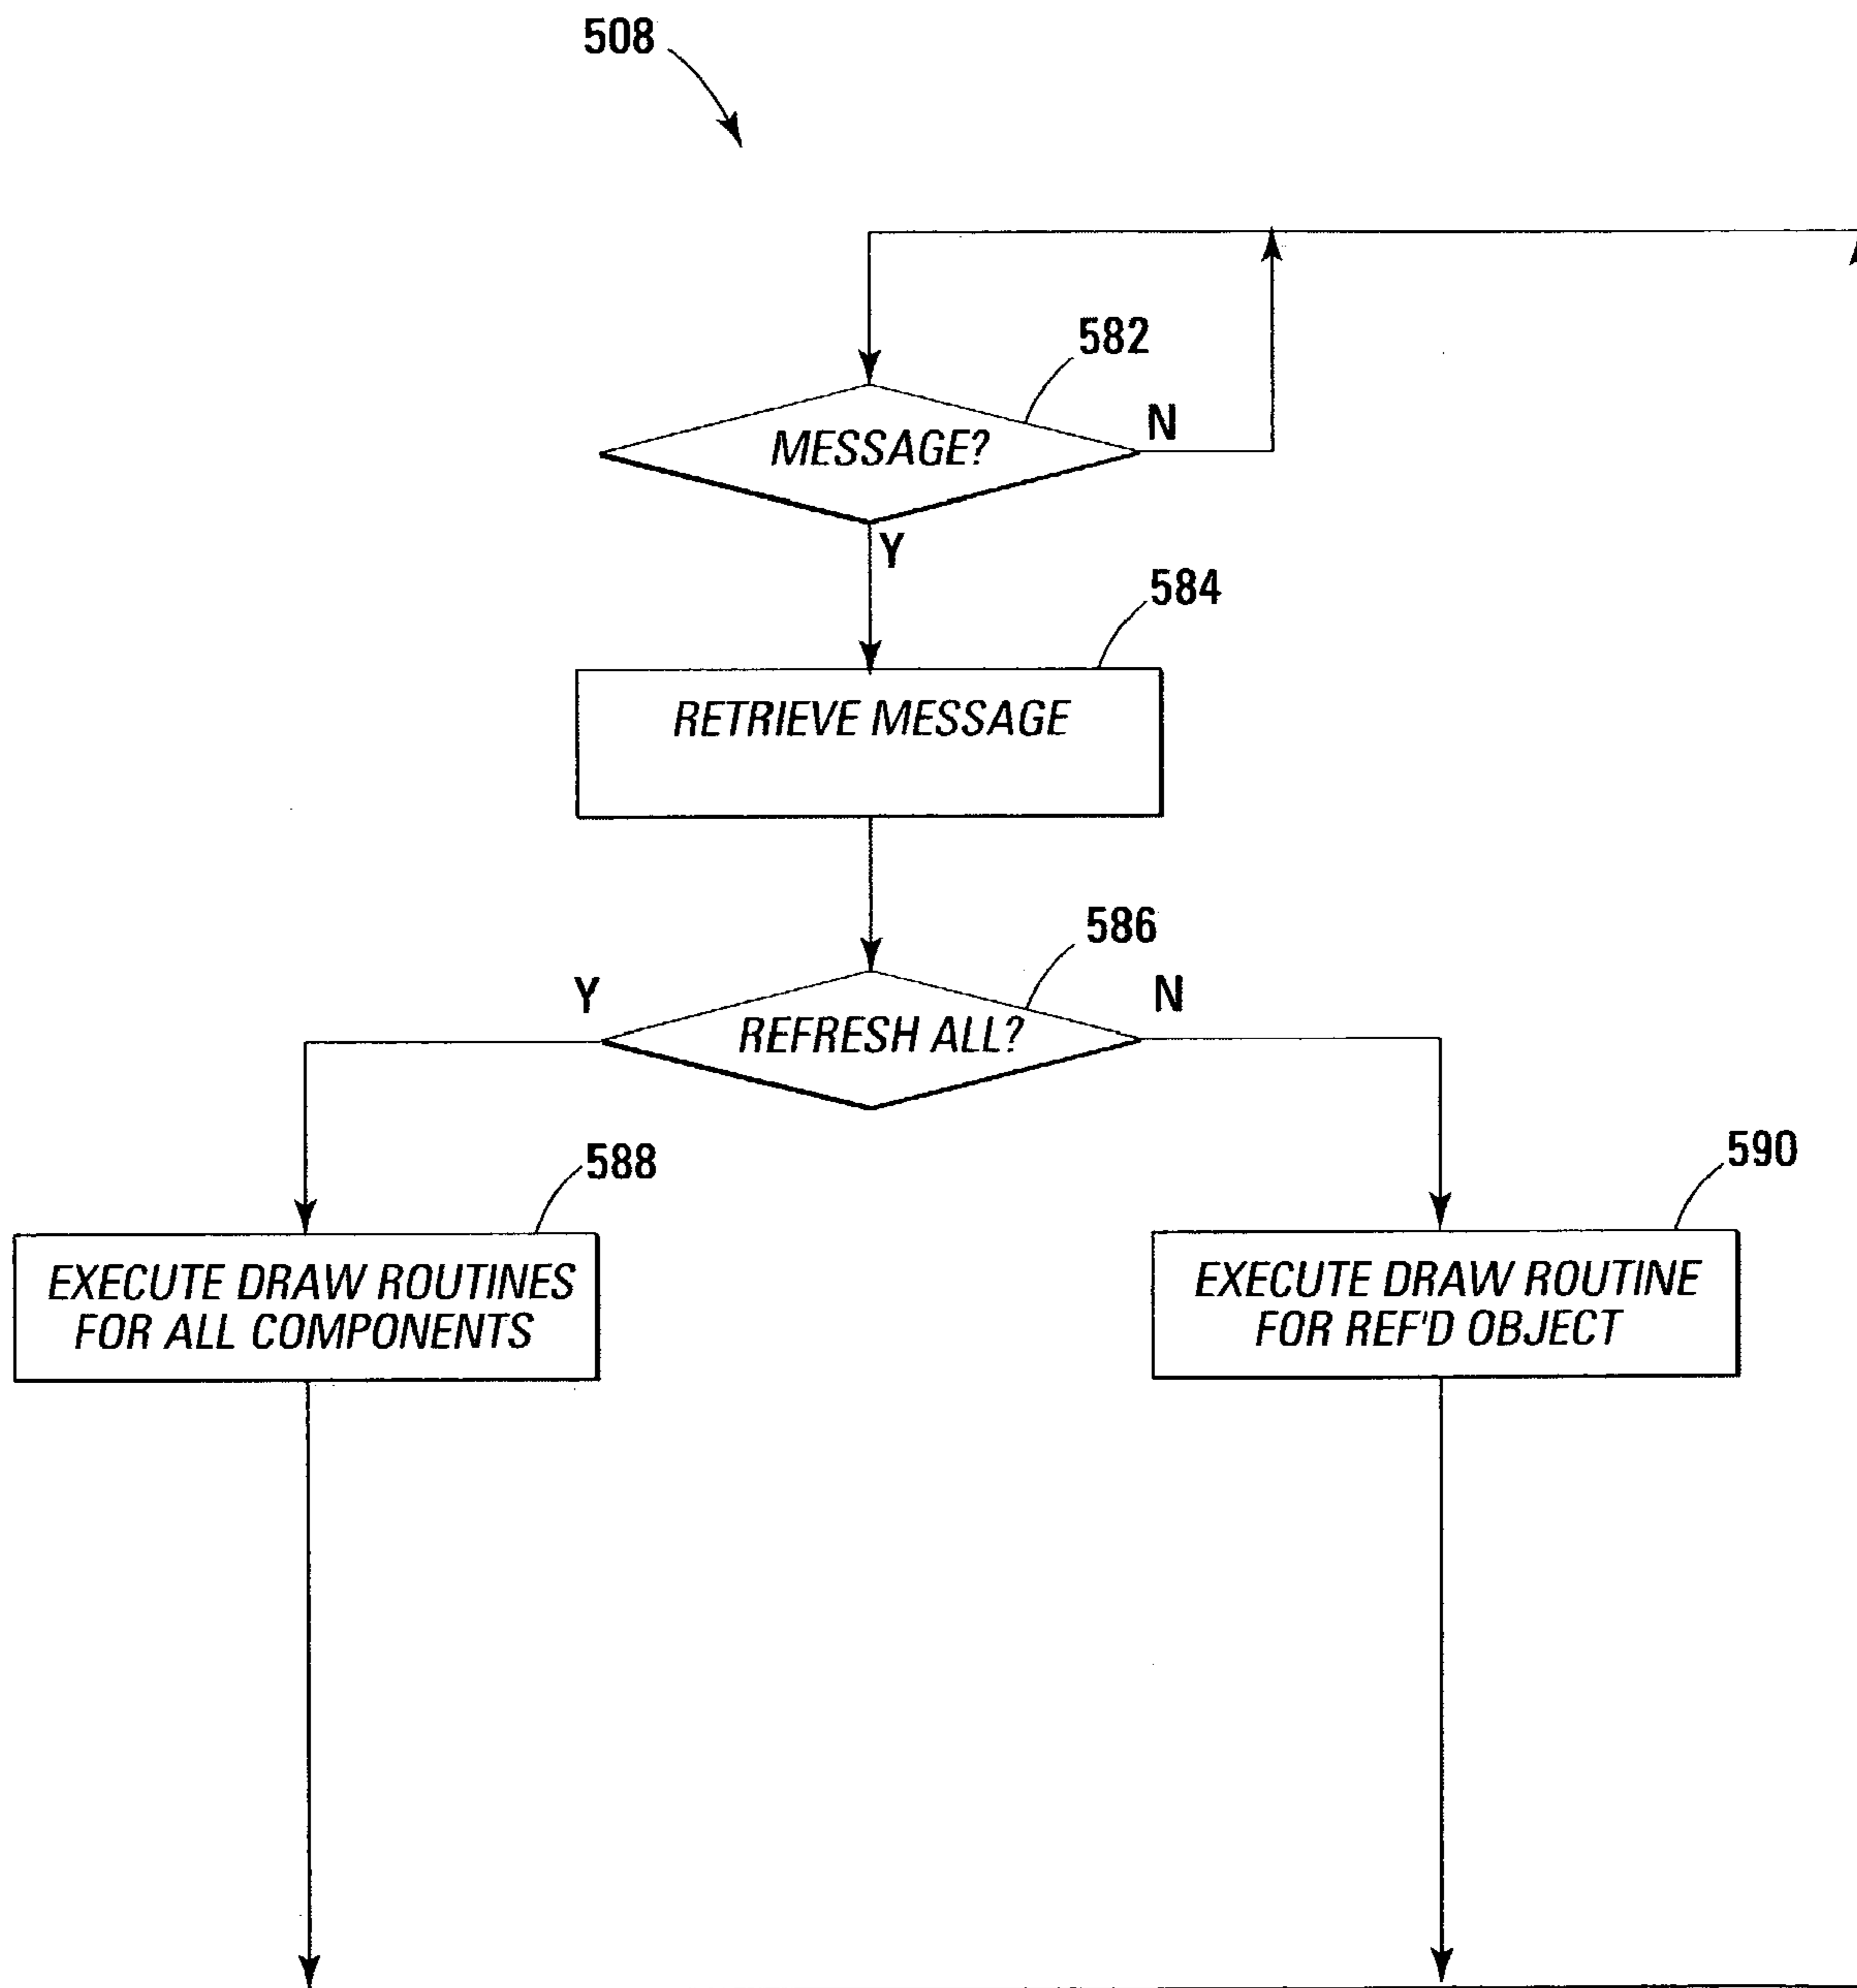 508
582
MESSAGE?
N
Y
584
RETRIEVE MESSAGE
586
Y
N
REFRESH ALL?
588
590
EXECUTE DRAW ROUTINES
FOR ALL COMPONENTS
EXECUTE DRAW ROUTINE
FOR REF'D OBJECT